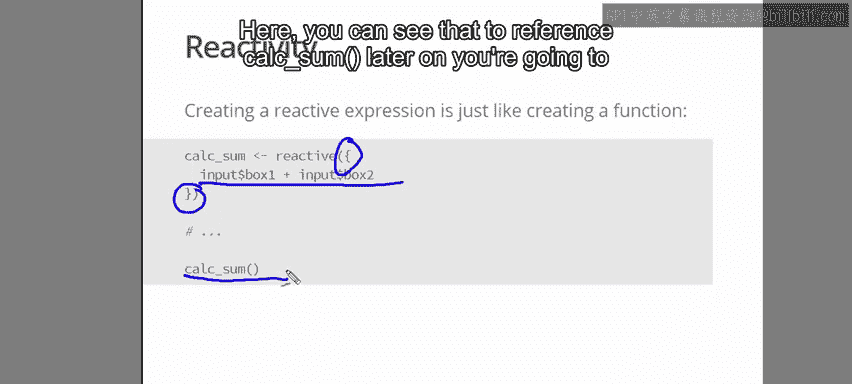 Here, you can see that to reference
calc_sum() later on you're going to
Reactivity
Creating a reactive expression is just like creating a function:
calc_sum <- reactive({
input$box1 + input$box2
})
# ...
calc_sum()